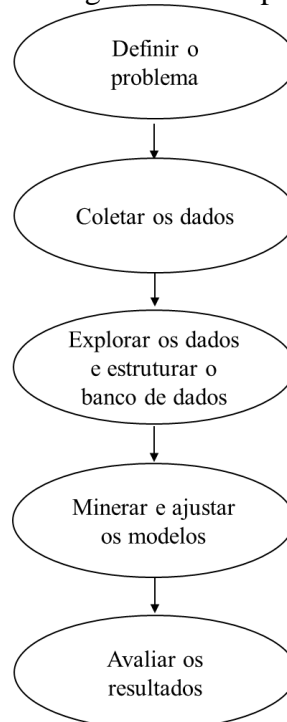 Definir o
problema
Coletar os dados
Explorar os dados
e estruturar o
banco de dados
Minerar e ajustar
os modelos
Avaliar os
resultados